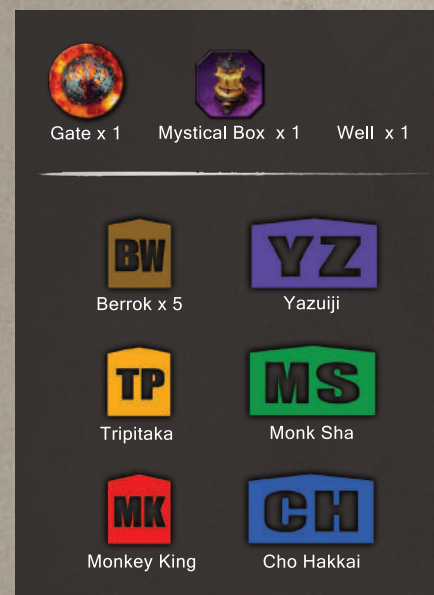 Gate x 1 Mystical Box x 1 Well x 1
BW YZ
Berrok x 5 Yazuiji
TP MS
Tripitaka Monk Sha
MK CH
Monkey King Cho Hakkai